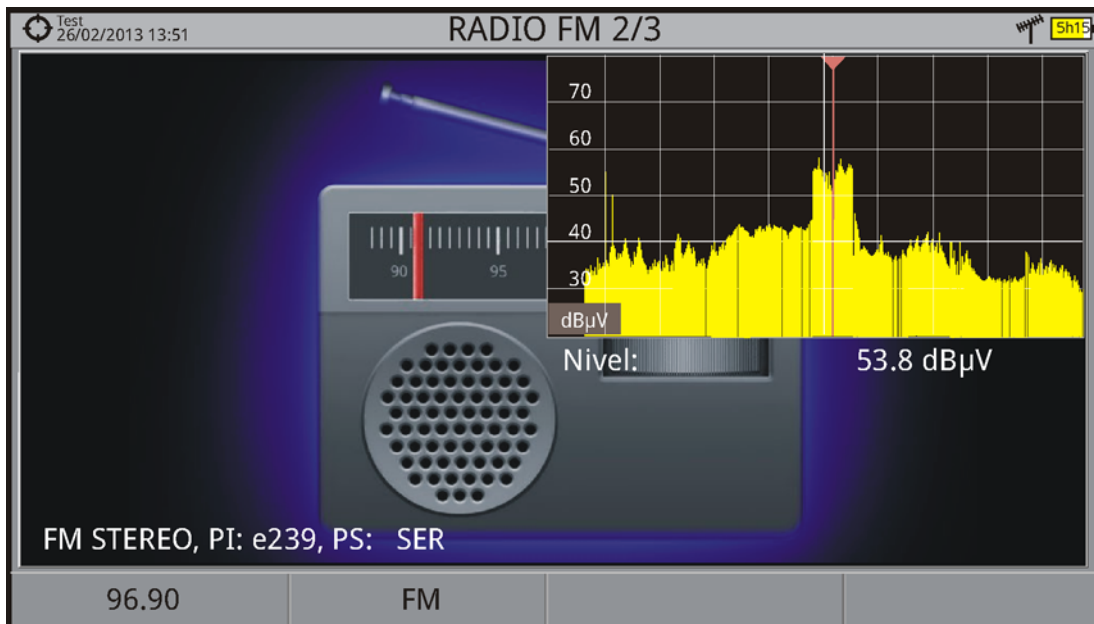 Test
26/02/2013 13:51
RADIO FM 2/3
5h15
70
60
50
40
30
dBµV
90 95
Nivel: 53.8 dBµV
FM STEREO, PI: e239, PS: SER
96.90 FM